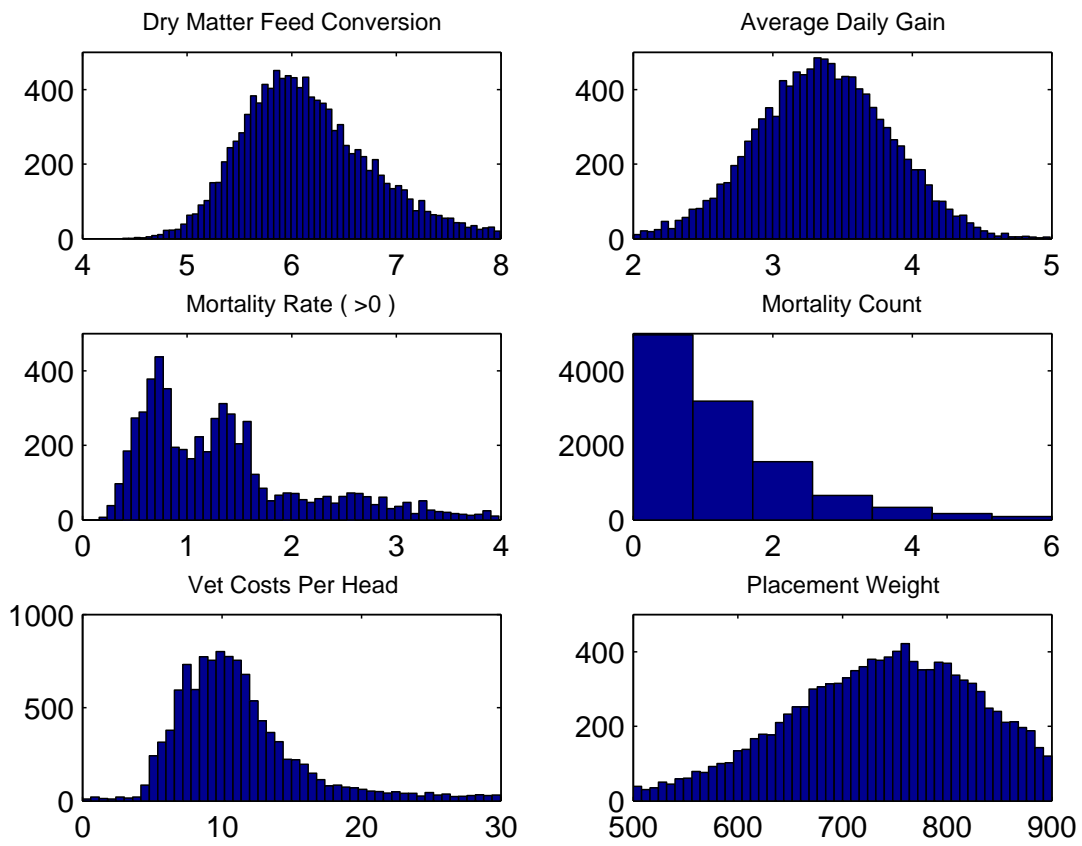 Dry Matter Feed Conversion
400
200
0
4 5 6 7 8
Average Daily Gain
400
200
0
2 3 4 5
Mortality Rate ( >0 )
400
200
0
0 1 2 3 4
Mortality Count
4000
2000
0
0 2 4 6
Vet Costs Per Head
1000
500
0
0 10 20 30
Placement Weight
400
200
0
500 600 700 800 900